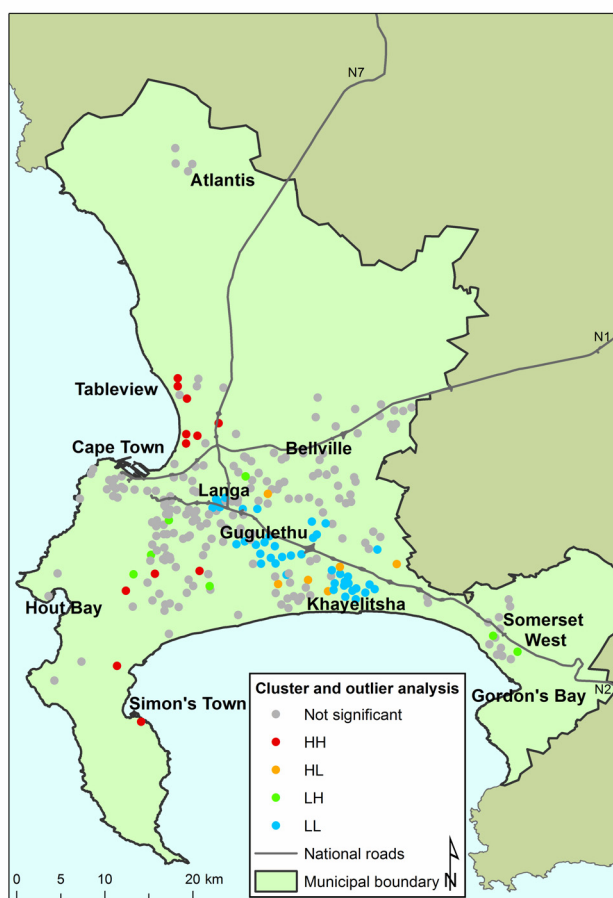 N7
Atlantis
N1
Tableview
Cape Town
Bellville
Langa
Gugulethu
Hout Bay
Khayelitsha
Somerset
West
Simon's Town
Gordon's Bay
N2
Cluster and outlier analysis
Not significant
HH
HL
LH
LL
National roads
Municipal boundary
N
0 5 10 20 km